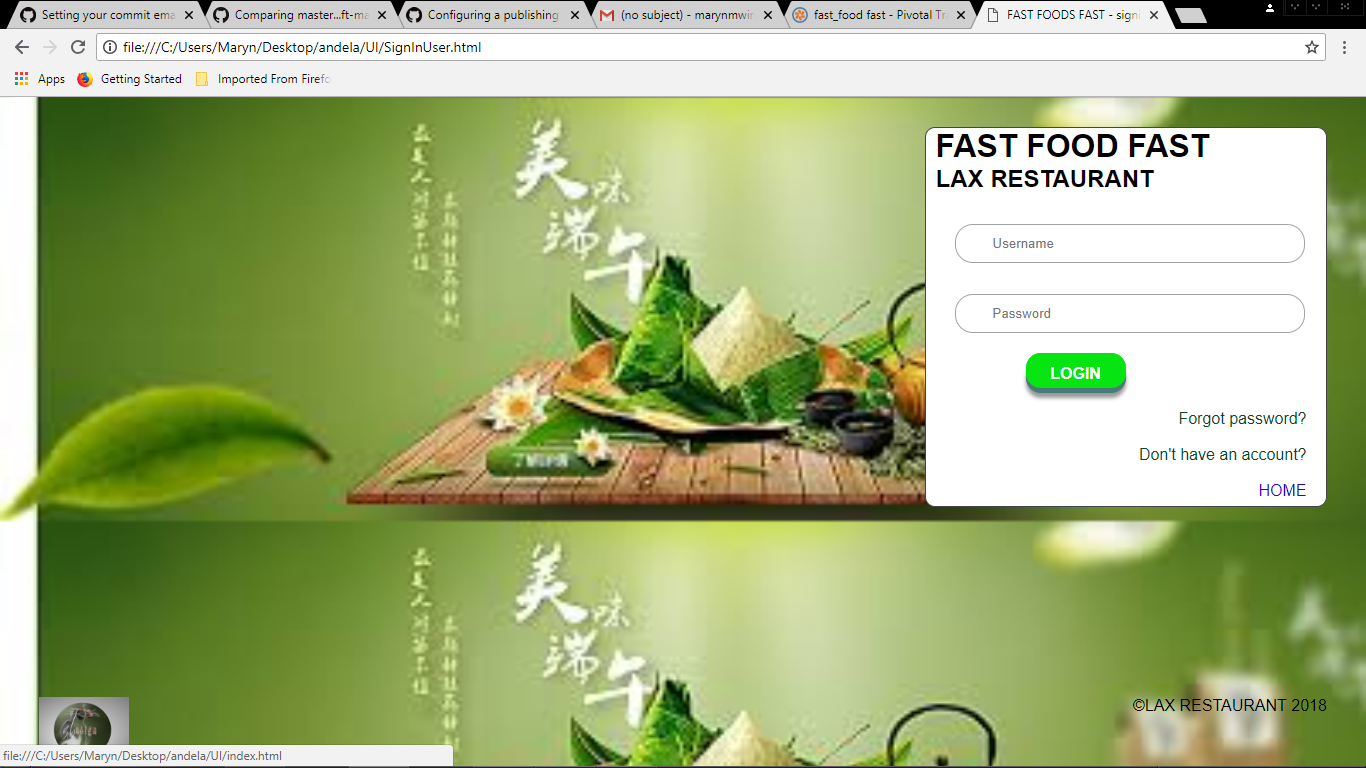 Setting your commit ema
Comparing master...ft-ma
Configuring a publishing
(no subject) - marynmwir
fast_food fast - Pivotal Tr
FAST FOODS FAST - sign
file:///C:/Users/Maryn/Desktop/andela/UI/SignInUser.html
Apps
Getting Started
Imported From Firefo
美味
端午
FAST FOOD FAST
LAX RESTAURANT
Username
Password
LOGIN
Forgot password?
Don't have an account?
HOME
美味
端午
©LAX RESTAURANT 2018
file:///C:/Users/Maryn/Desktop/andela/UI/index.html